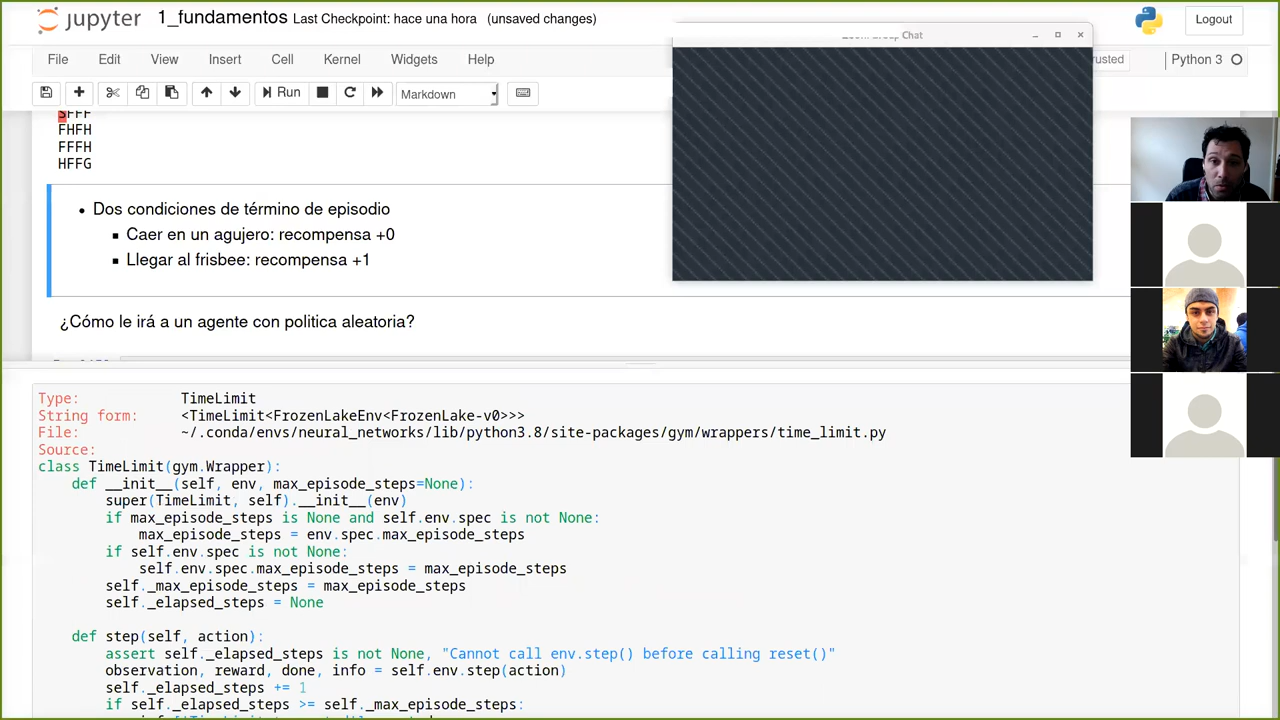 jupyter 1_fundamentos Last Checkpoint: hace una hora (unsaved changes)
Logout
File Edit View Insert Cell Kernel Widgets Help
Chat
rusted
Python 3
Run
Markdown
SFFF
FHFH
FFFH
HFFG
• Dos condiciones de término de episodio
▪ Caer en un agujero: recompensa +0
▪ Llegar al frisbee: recompensa +1
¿Cómo le irá a un agente con politica aleatoria?
Type: TimeLimit
String form: <TimeLimit<FrozenLakeEnv<FrozenLake-v0>>>
File: ~/.conda/envs/neural_networks/lib/python3.8/site-packages/gym/wrappers/time_limit.py
Source:
class TimeLimit(gym.Wrapper):
def __init__(self, env, max_episode_steps=None):
super(TimeLimit, self).__init__(env)
if max_episode_steps is None and self.env.spec is not None:
max_episode_steps = env.spec.max_episode_steps
if self.env.spec is not None:
self.env.spec.max_episode_steps = max_episode_steps
self._max_episode_steps = max_episode_steps
self._elapsed_steps = None
def step(self, action):
assert self._elapsed_steps is not None, "Cannot call env.step() before calling reset()"
observation, reward, done, info = self.env.step(action)
self._elapsed_steps += 1
if self._elapsed_steps >= self._max_episode_steps: